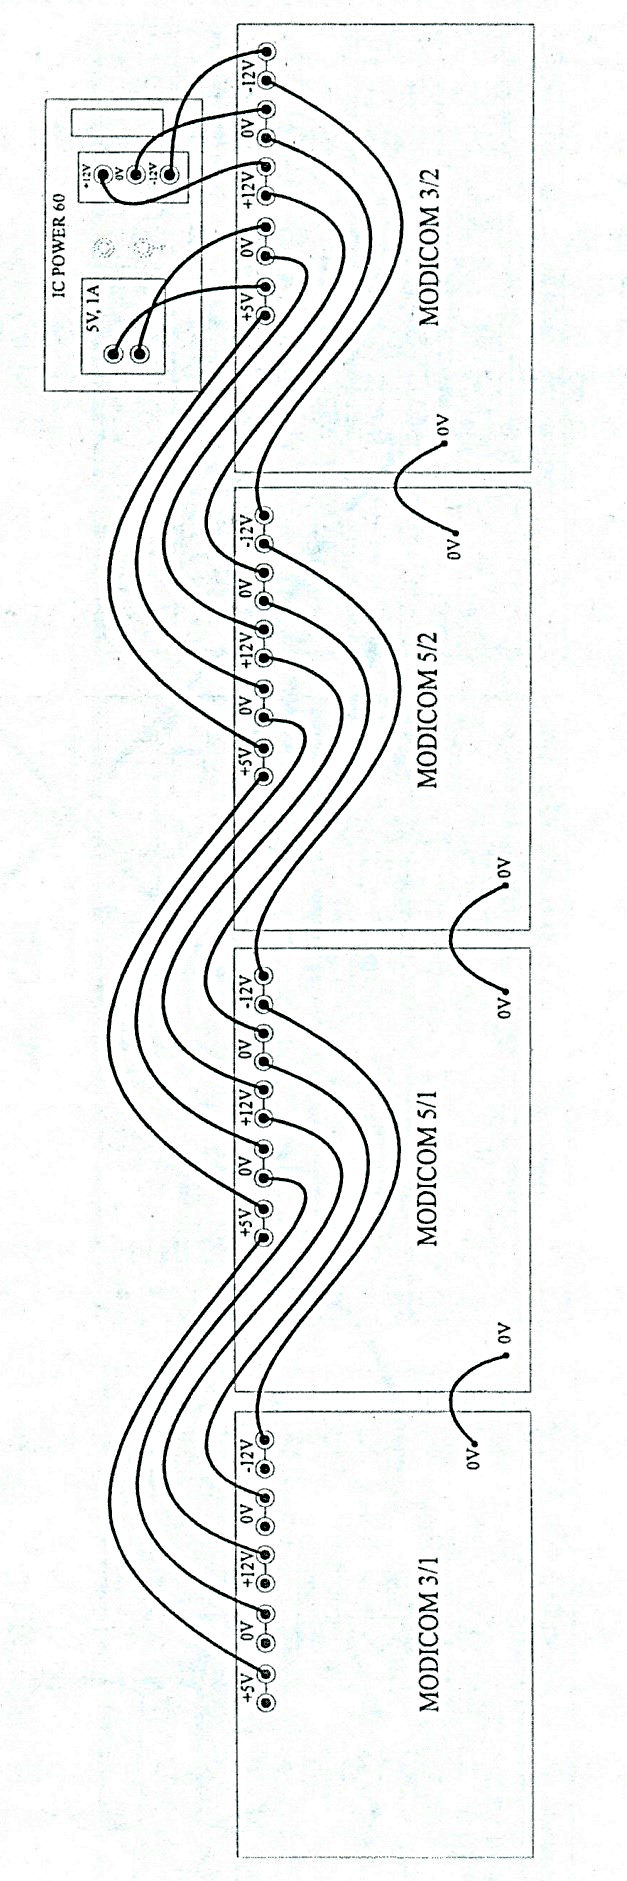 IC POWER 60
+12V
0V
-12V
5V, 1A
-12V
0V
+12V
0V
+5V
MODICOM 3/2
0V
0V
-12V
0V
+12V
0V
+5V
MODICOM 5/2
0V
0V
-12V
0V
+12V
0V
+5V
MODICOM 5/1
0V
0V
-12V
0V
+12V
0V
+5V
MODICOM 3/1